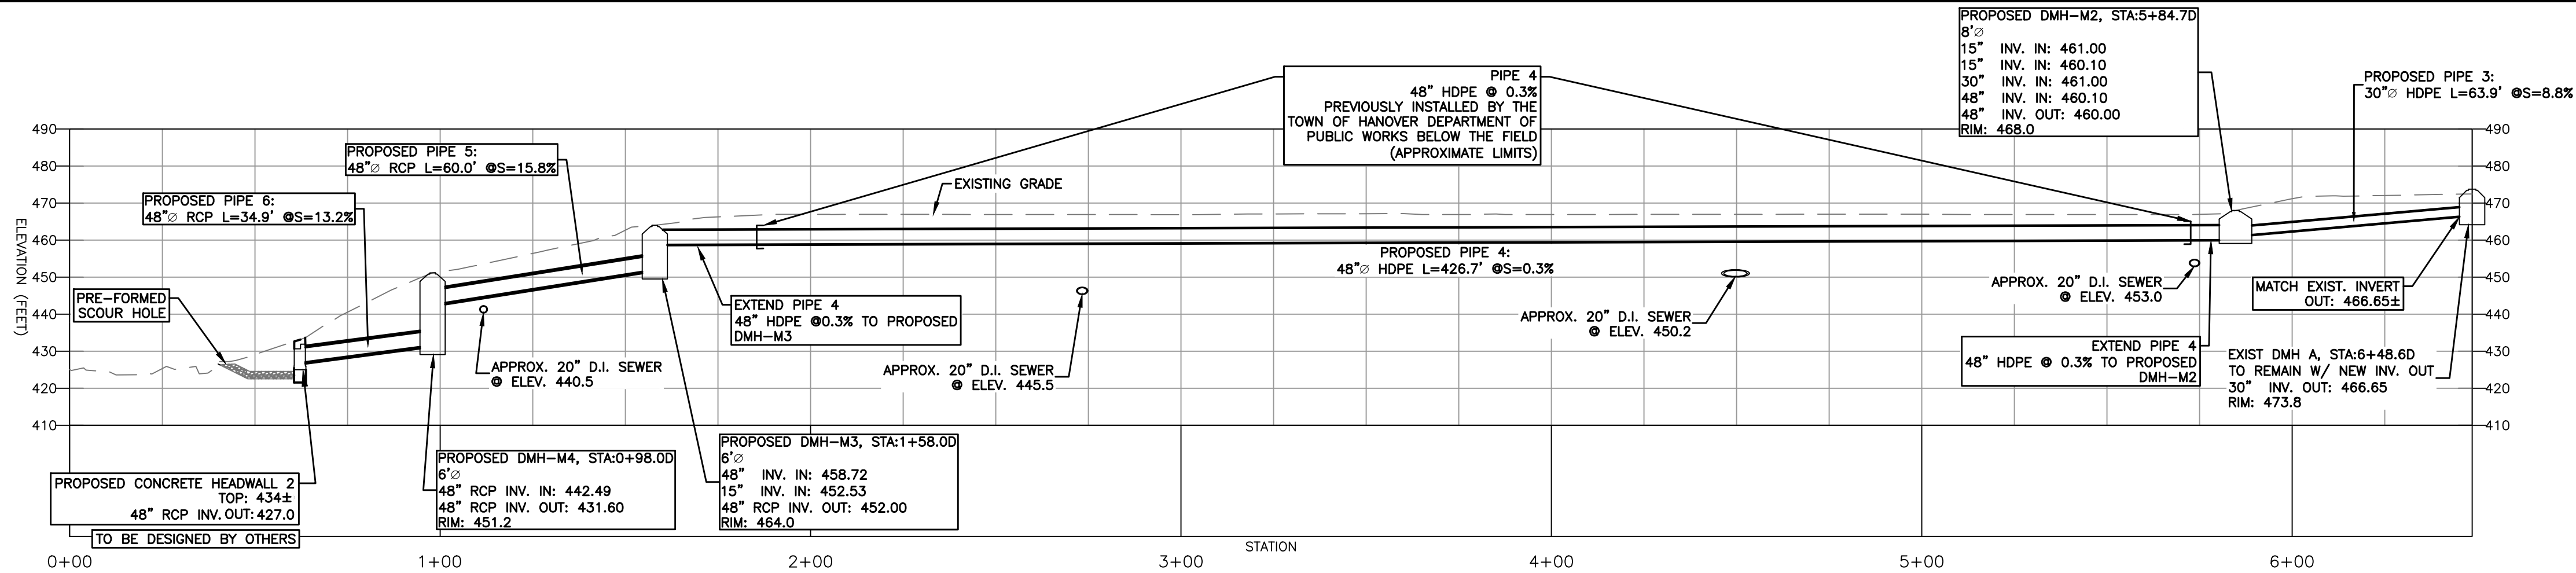 PROPOSED DMH-M2, STA:5+84.7D
8'∅
15" INV. IN: 461.00
15" INV. IN: 460.10
30" INV. IN: 461.00
48" INV. IN: 460.10
48" INV. OUT: 460.00
RIM: 468.0
PIPE 4
48" HDPE @ 0.3%
PREVIOUSLY INSTALLED BY THE
TOWN OF HANOVER DEPARTMENT OF
PUBLIC WORKS BELOW THE FIELD
(APPROXIMATE LIMITS)
PROPOSED PIPE 3:
30"∅ HDPE L=63.9' @S=8.8%
PROPOSED PIPE 5:
48"∅ RCP L=60.0' @S=15.8%
PROPOSED PIPE 6:
48"∅ RCP L=34.9' @S=13.2%
EXISTING GRADE
ELEVATION (FEET)
490
480
470
460
450
440
430
420
410
490
480
470
460
450
440
430
420
410
PRE-FORMED
SCOUR HOLE
PROPOSED PIPE 4:
48"∅ HDPE L=426.7' @S=0.3%
EXTEND PIPE 4
48" HDPE @0.3% TO PROPOSED
DMH-M3
APPROX. 20" D.I. SEWER
@ ELEV. 440.5
APPROX. 20" D.I. SEWER
@ ELEV. 445.5
APPROX. 20" D.I. SEWER
@ ELEV. 450.2
APPROX. 20" D.I. SEWER
@ ELEV. 453.0
MATCH EXIST. INVERT
OUT: 466.65±
EXTEND PIPE 4
48" HDPE @ 0.3% TO PROPOSED
DMH-M2
EXIST DMH A, STA:6+48.6D
TO REMAIN W/ NEW INV. OUT
30" INV. OUT: 466.65
RIM: 473.8
PROPOSED CONCRETE HEADWALL 2
TOP: 434±
48" RCP INV. OUT: 427.0
TO BE DESIGNED BY OTHERS
PROPOSED DMH-M4, STA:0+98.0D
6'∅
48" RCP INV. IN: 442.49
48" RCP INV. OUT: 431.60
RIM: 451.2
PROPOSED DMH-M3, STA:1+58.0D
6'∅
48" INV. IN: 458.72
15" INV. IN: 452.53
48" RCP INV. OUT: 452.00
RIM: 464.0
STATION
0+00
1+00
2+00
3+00
4+00
5+00
6+00